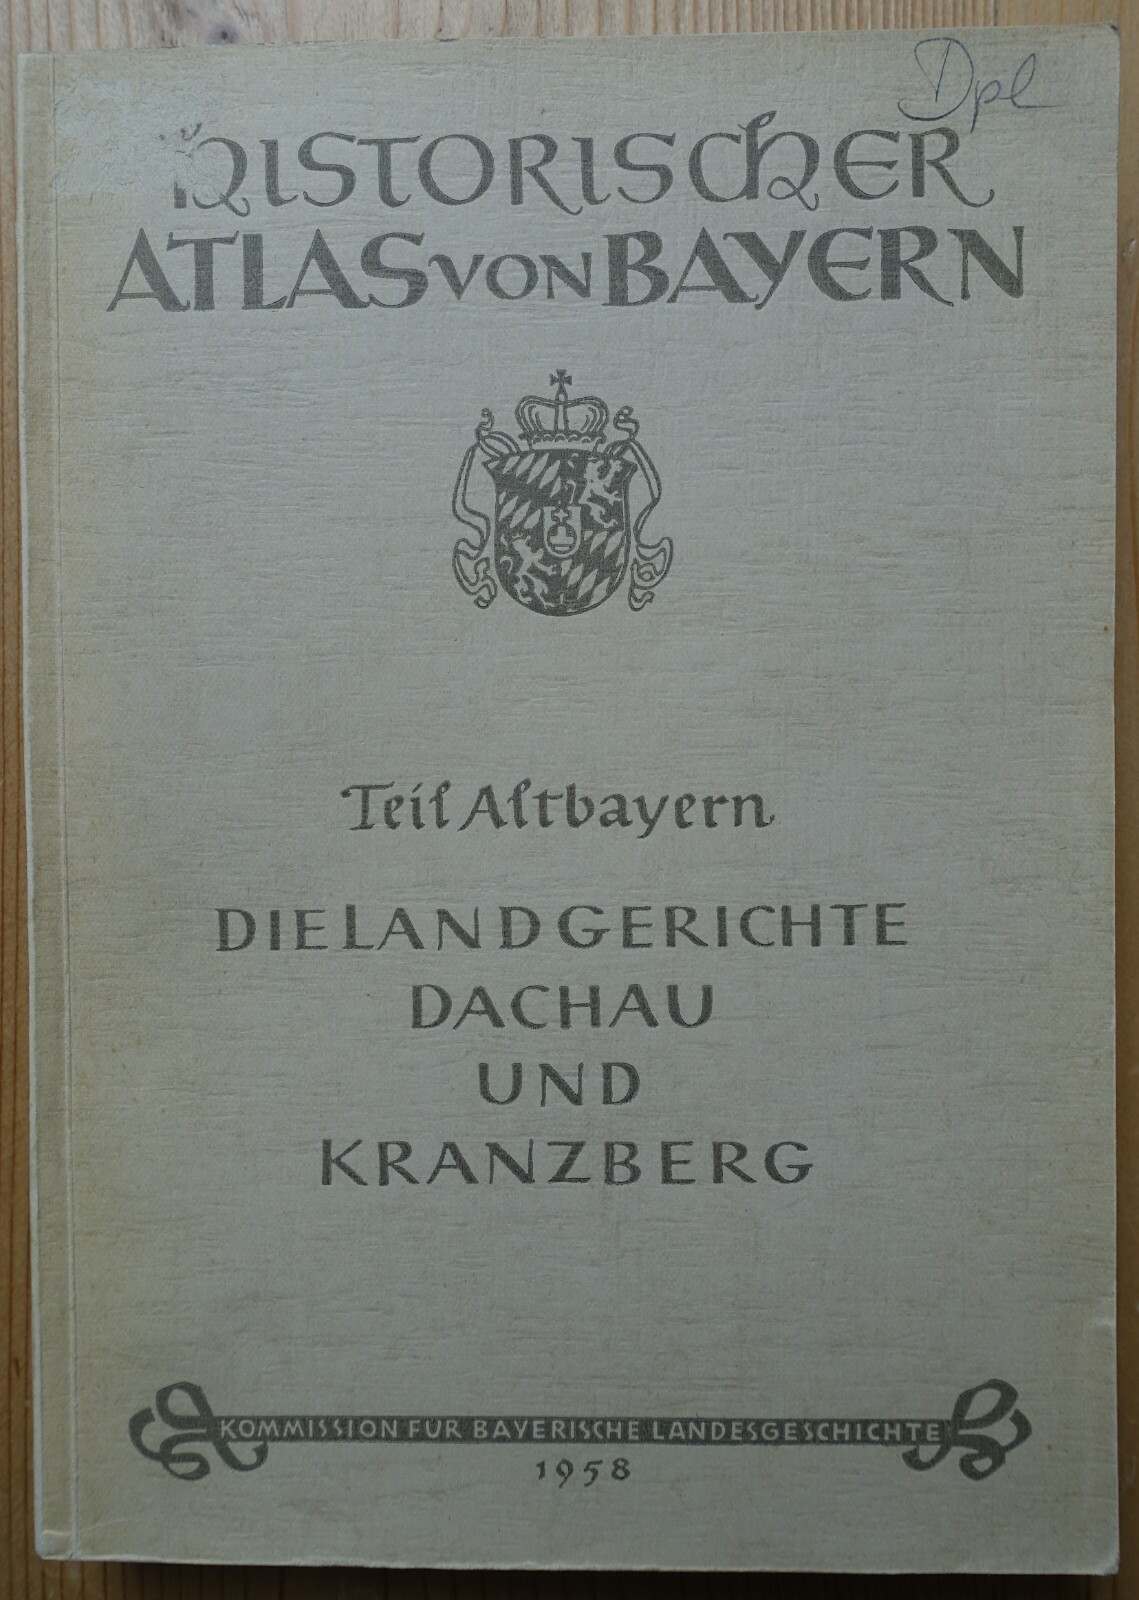 Dpl
HISTORISCHER
ATLAS VON BAYERN
Teil Altbayern
DIE LANDGERICHTE
DACHAU
UND
KRANZBERG
KOMMISSION FÜR BAYERISCHE LANDESGESCHICHTE
1958